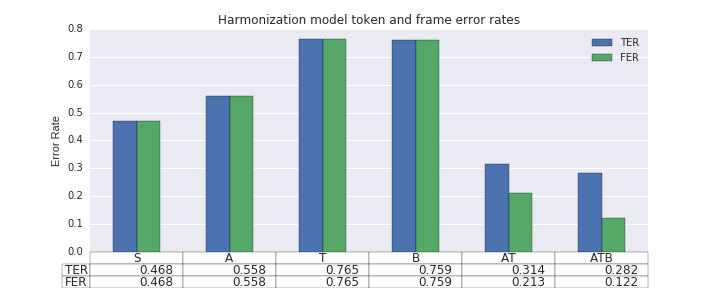 Harmonization model token and frame error rates
0.8
0.7
0.6
0.5
0.4
0.3
0.2
0.1
0.0
Error Rate
TER
FER
S A T B AT ATB
TER 0.468 0.558 0.765 0.759 0.314 0.282
FER 0.468 0.558 0.765 0.759 0.213 0.122